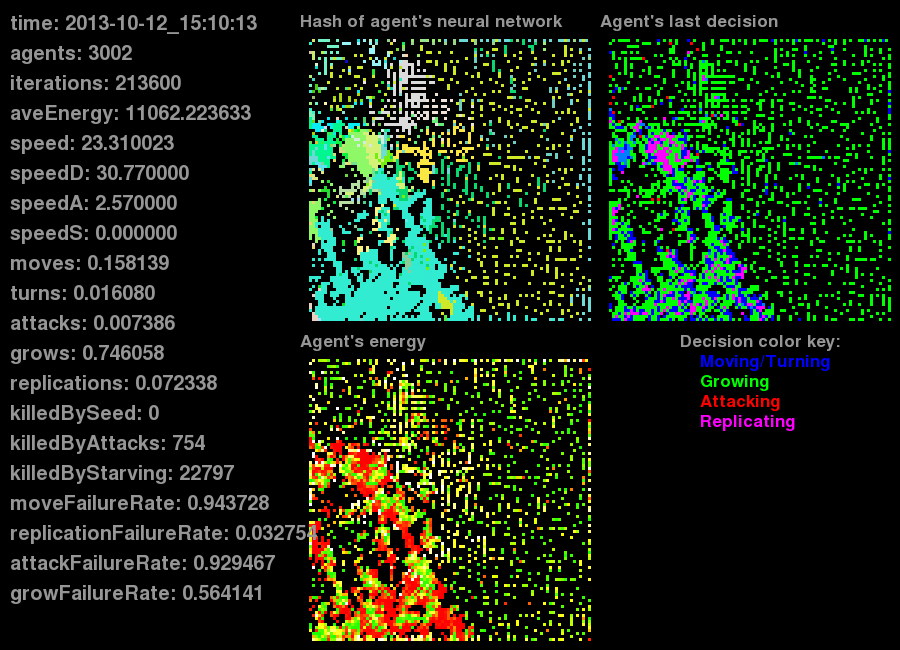 time: 2013-10-12_15:10:13
agents: 3002
iterations: 213600
aveEnergy: 11062.223633
speed: 23.310023
speedD: 30.770000
speedA: 2.570000
speedS: 0.000000
moves: 0.158139
turns: 0.016080
attacks: 0.007386
grows: 0.746058
replications: 0.072338
killedBySeed: 0
killedByAttacks: 754
killedByStarving: 22797
moveFailureRate: 0.943728
replicationFailureRate: 0.032754
attackFailureRate: 0.929467
growFailureRate: 0.564141
Hash of agent's neural network
Agent's last decision
Agent's energy
Decision color key:
Moving/Turning
Growing
Attacking
Replicating